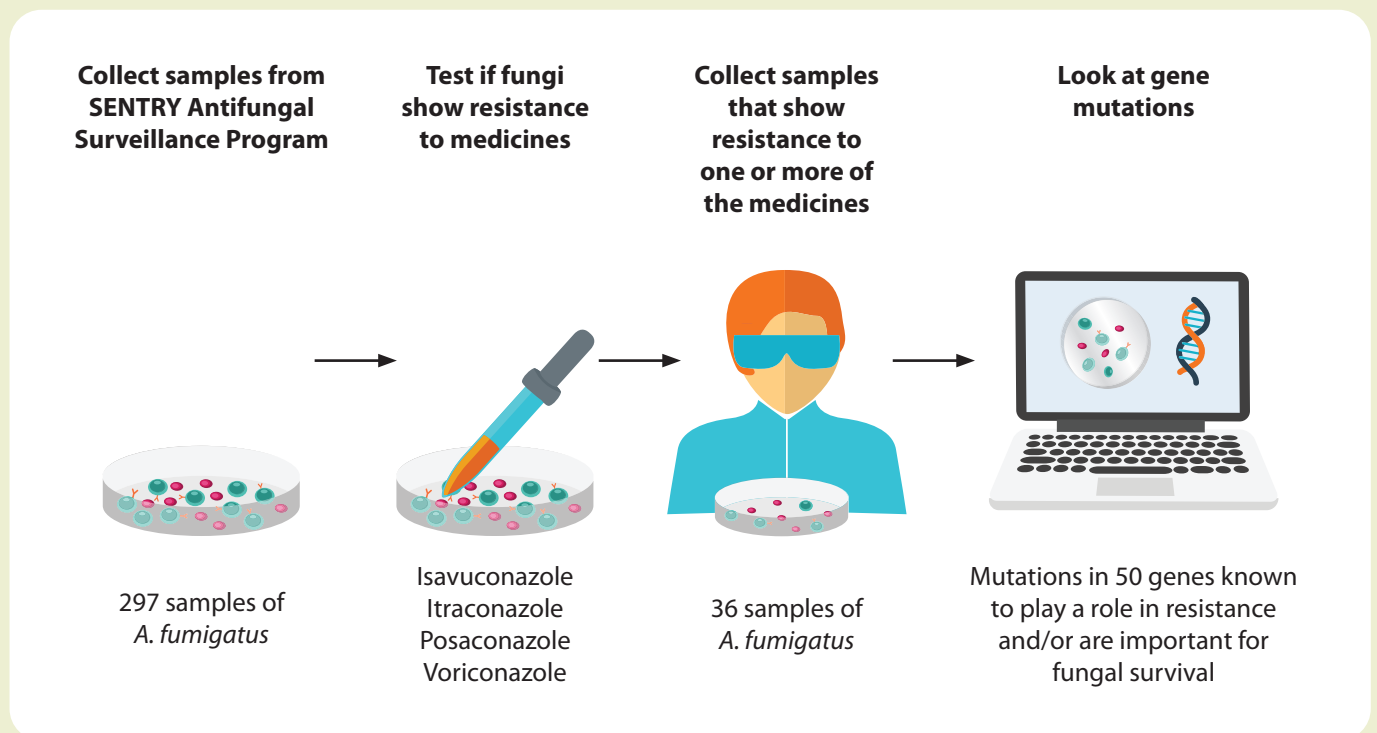 Collect samples from
SENTRY Antifungal
Surveillance Program
Test if fungi
show resistance
to medicines
Collect samples
that show
resistance to
one or more of
the medicines
Look at gene
mutations
297 samples of
A. fumigatus
Isavuconazole
Itraconazole
Posaconazole
Voriconazole
36 samples of
A. fumigatus
Mutations in 50 genes known
to play a role in resistance
and/or are important for
fungal survival